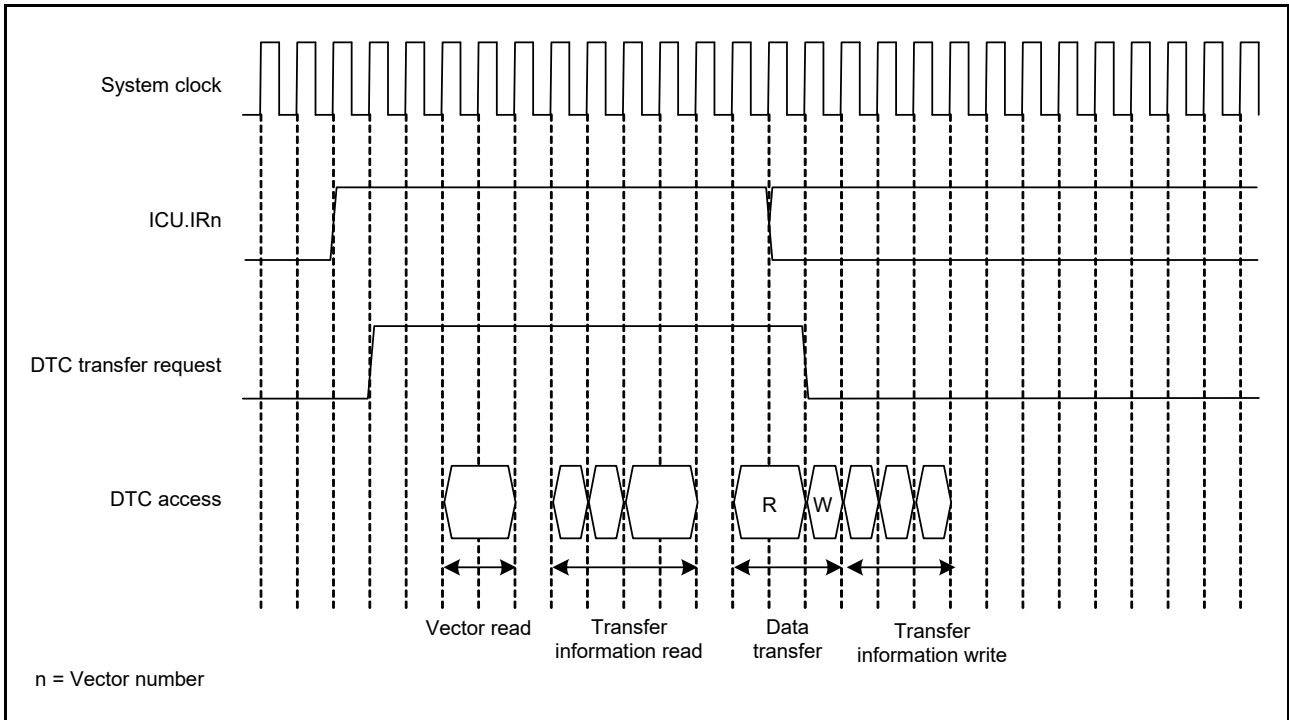 System clock
ICU.IRn
DTC transfer request
DTC access
R
W
Vector read
Transfer
information read
Data
transfer
Transfer
information write
n = Vector number